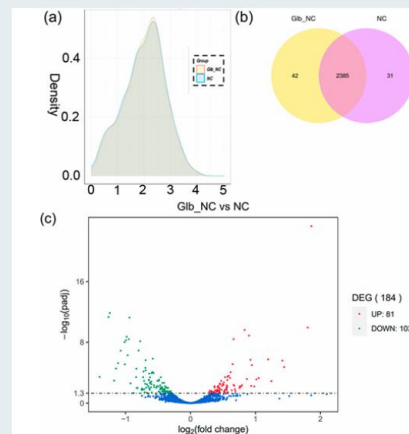 (a)
Density
0.4
0.2
0.0
0 1 2 3 4 5
Group
Glb_NC
NC
(b)
Glb_NC
NC
42
2385
31
Glb_NC vs NC
(c)
−log₁₀(padj)
16
8
1.3
0
−1 0 1 2
log₂(fold change)
DEG ( 184 )
UP: 81
DOWN: 103